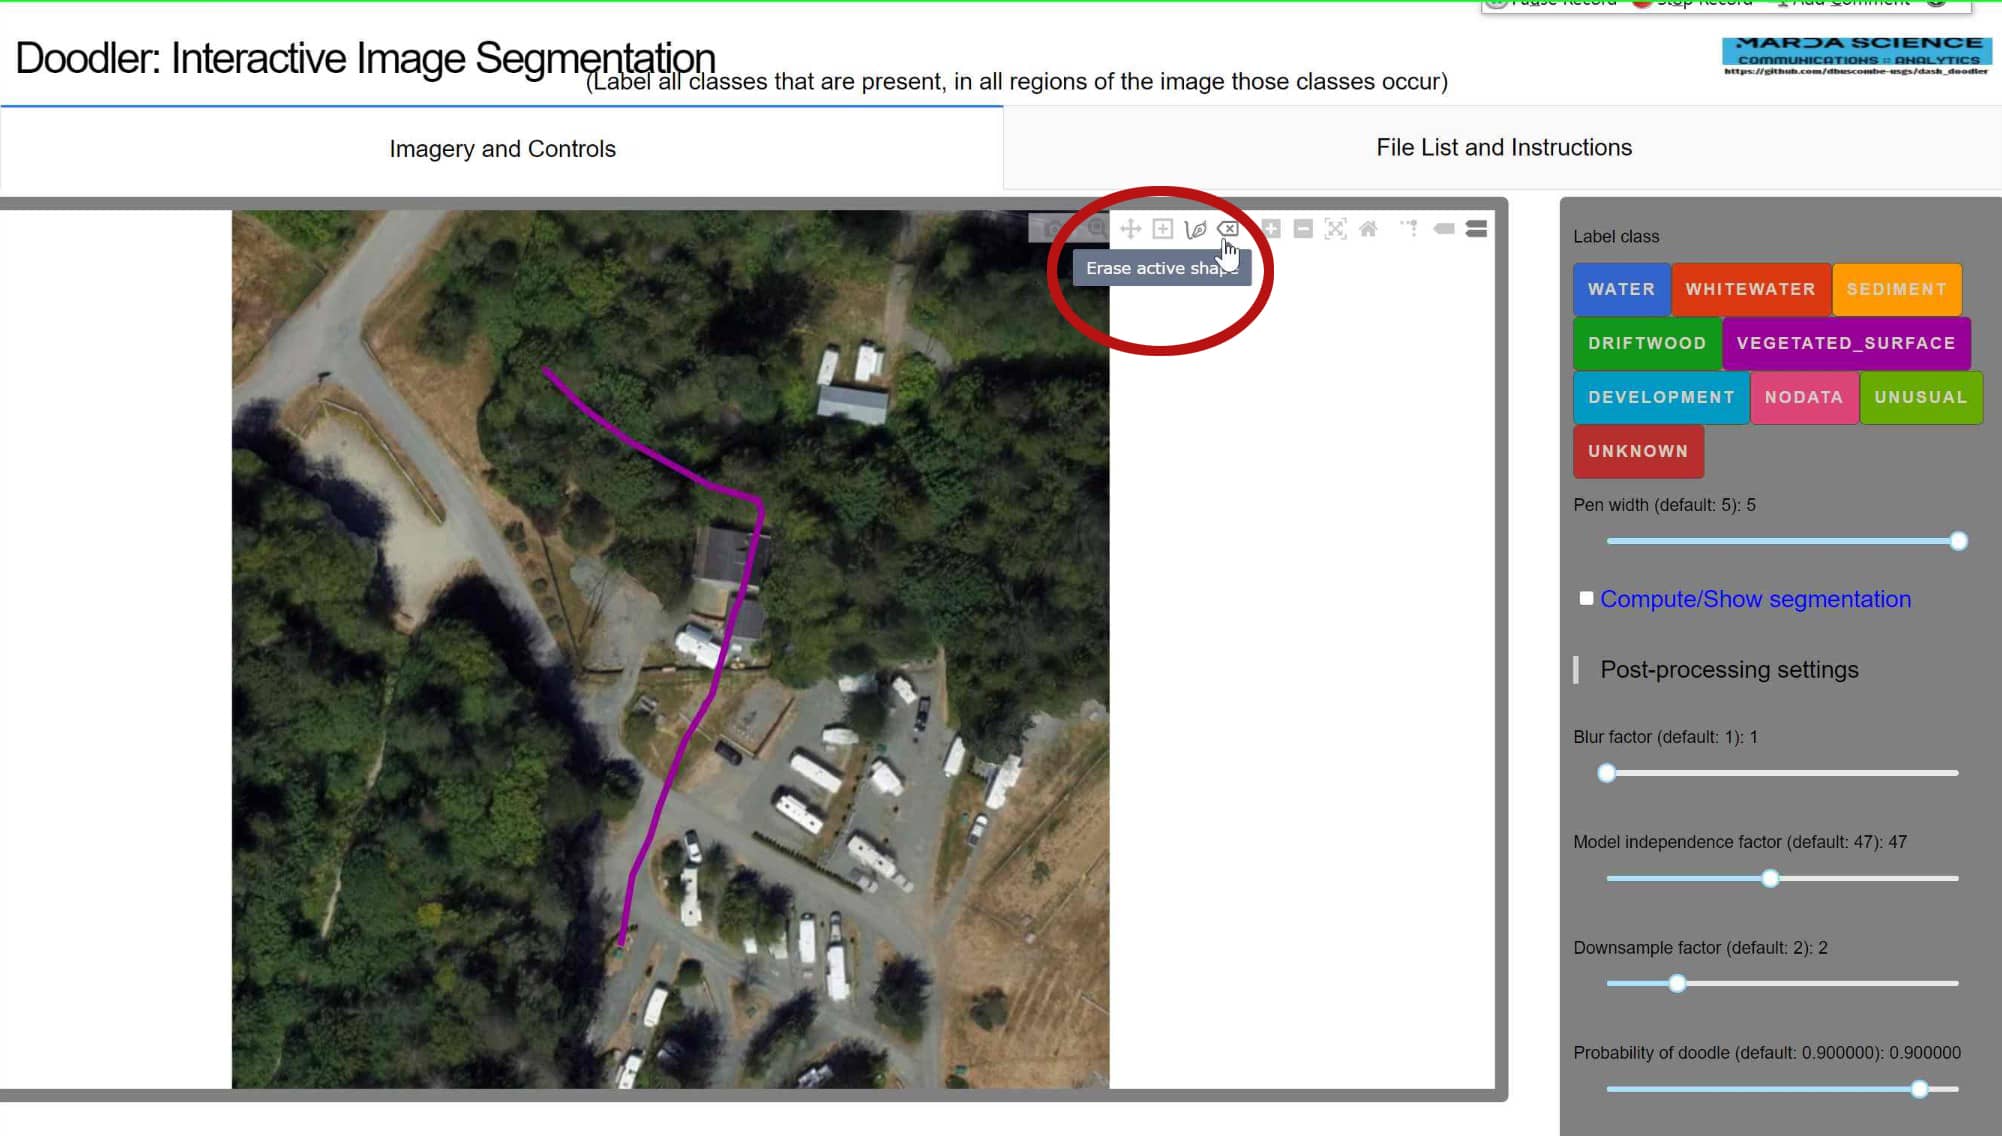 Pause Record Stop Record Add Comment
Doodler: Interactive Image Segmentation
(Label all classes that are present, in all regions of the image those classes occur)
MARDA SCIENCE
COMMUNICATIONS :: ANALYTICS
https://github.com/dbuscombe-usgs/dash_doodler
Imagery and Controls
File List and Instructions
Erase active shape
Label class
WATER
WHITEWATER
SEDIMENT
DRIFTWOOD
VEGETATED_SURFACE
DEVELOPMENT
NODATA
UNUSUAL
UNKNOWN
Pen width (default: 5): 5
Compute/Show segmentation
Post-processing settings
Blur factor (default: 1): 1
Model independence factor (default: 47): 47
Downsample factor (default: 2): 2
Probability of doodle (default: 0.900000): 0.900000